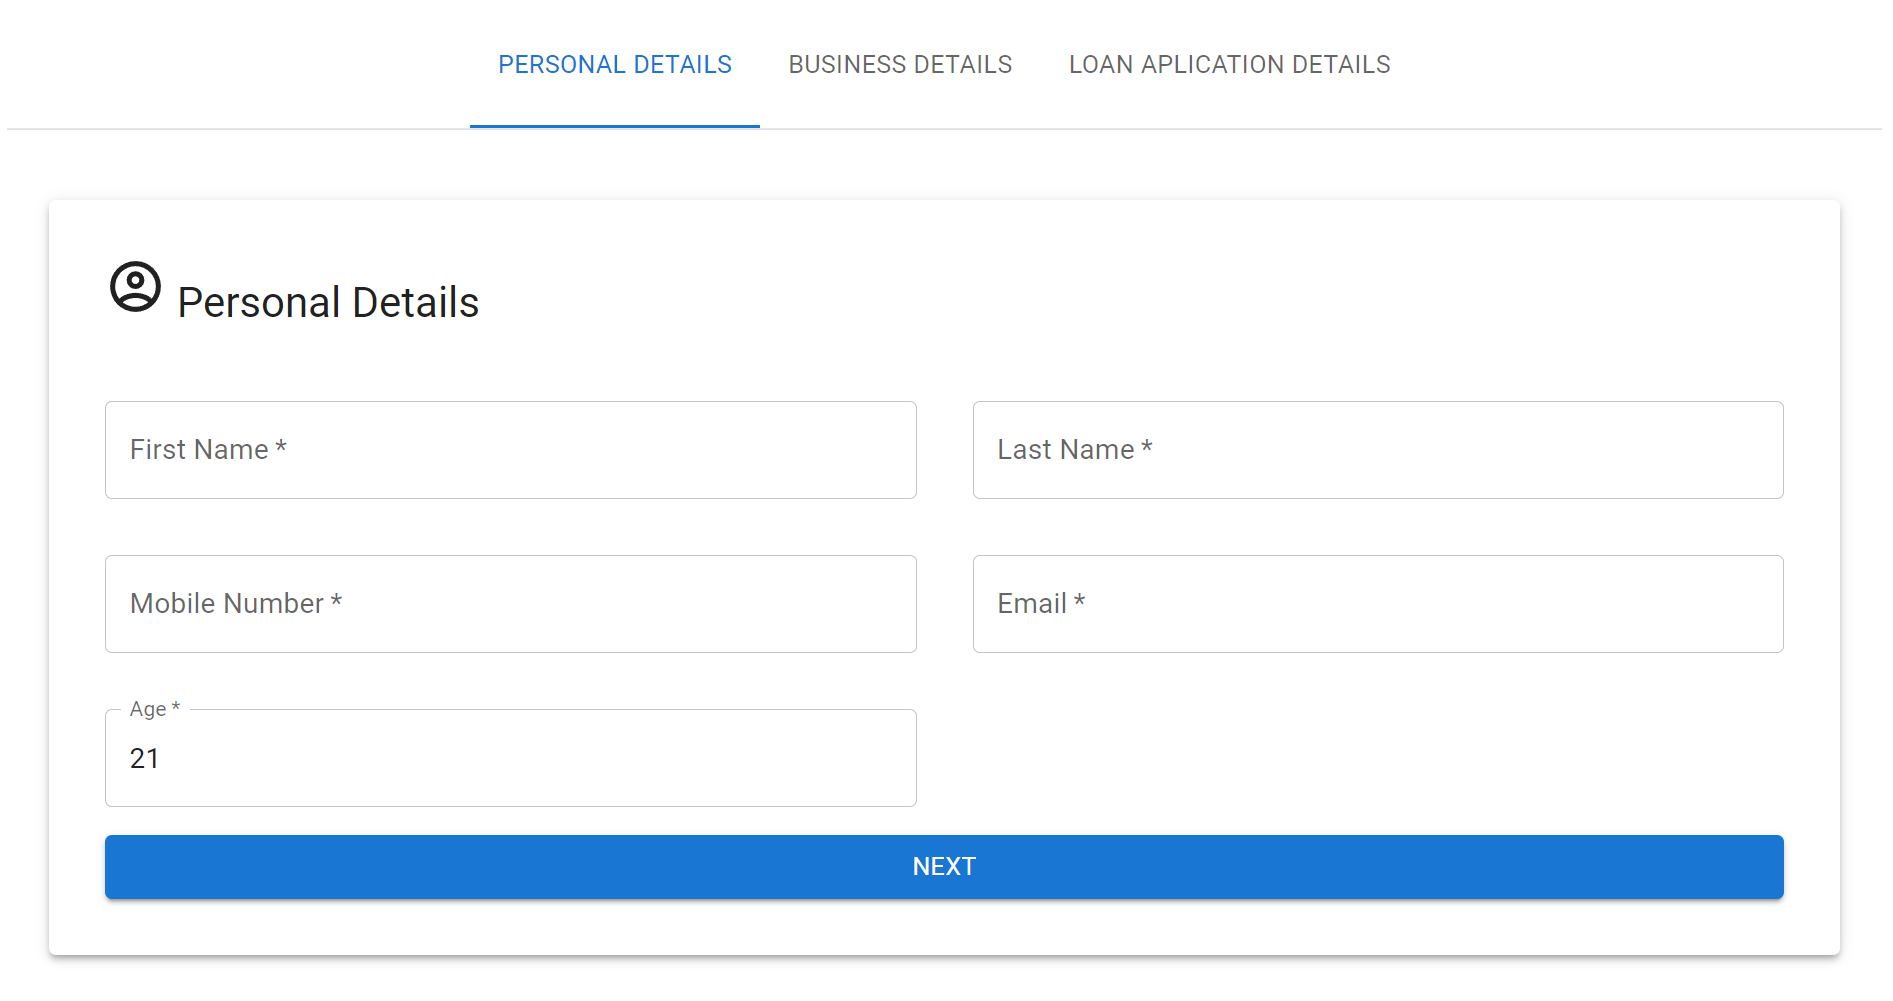 PERSONAL DETAILS BUSINESS DETAILS LOAN APLICATION DETAILS
Personal Details
First Name * Last Name *
Mobile Number * Email *
Age *
21
NEXT